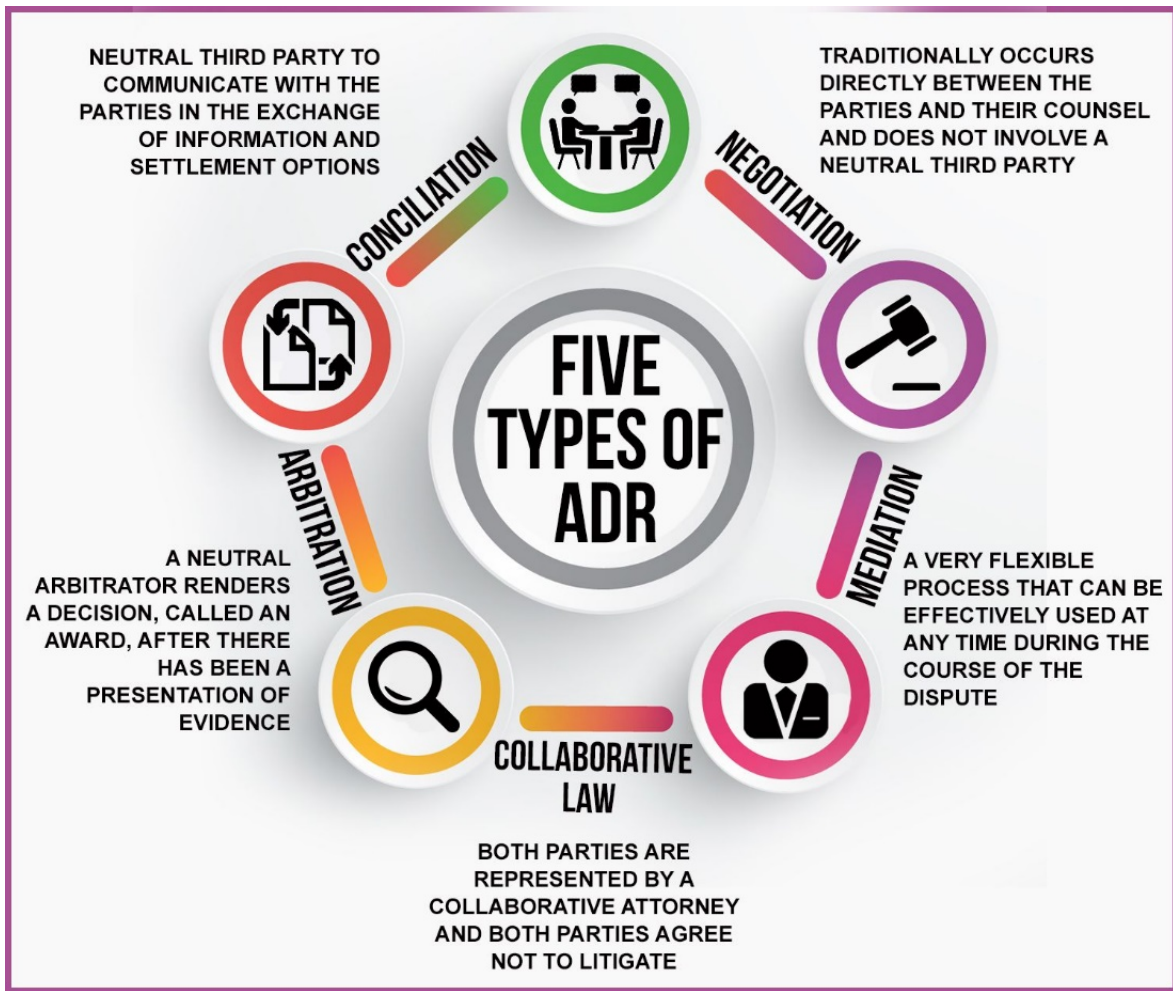 NEUTRAL THIRD PARTY TO
COMMUNICATE WITH THE
PARTIES IN THE EXCHANGE
OF INFORMATION AND
SETTLEMENT OPTIONS
CONCILIATION
TRADITIONALLY OCCURS
DIRECTLY BETWEEN THE
PARTIES AND THEIR COUNSEL
AND DOES NOT INVOLVE A
NEUTRAL THIRD PARTY
NEGOTIATION
FIVE
TYPES OF
ADR
ARBITRATION
A NEUTRAL
ARBITRATOR RENDERS
A DECISION, CALLED AN
AWARD, AFTER THERE
HAS BEEN A
PRESENTATION OF
EVIDENCE
MEDIATION
A VERY FLEXIBLE
PROCESS THAT CAN BE
EFFECTIVELY USED AT
ANY TIME DURING THE
COURSE OF THE
DISPUTE
COLLABORATIVE
LAW
BOTH PARTIES ARE
REPRESENTED BY A
COLLABORATIVE ATTORNEY
AND BOTH PARTIES AGREE
NOT TO LITIGATE